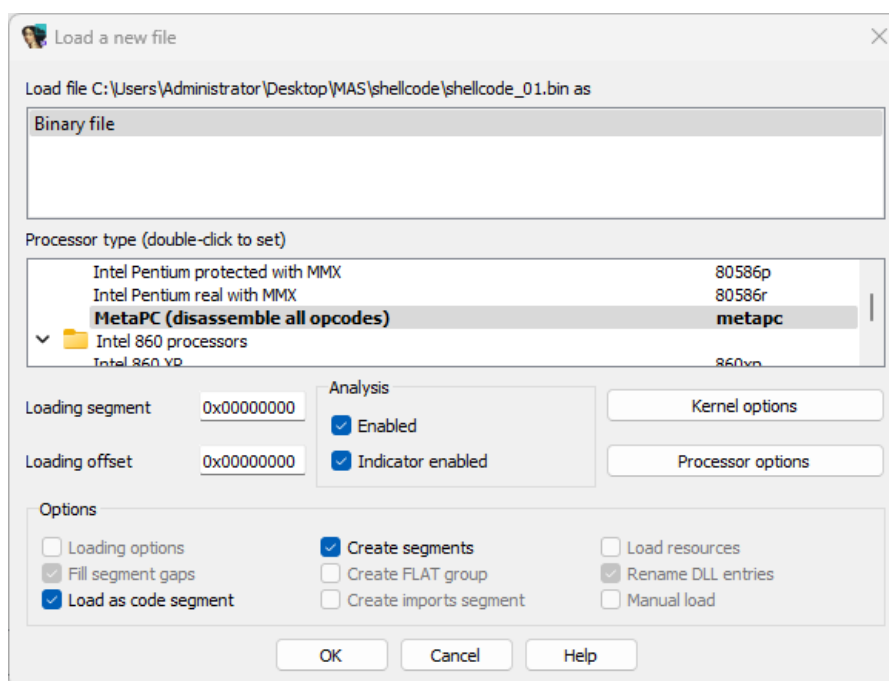 Load a new file
Load file C:\Users\Administrator\Desktop\MAS\shellcode\shellcode_01.bin as
Binary file
Processor type (double-click to set)
Intel Pentium protected with MMX 80586p
Intel Pentium real with MMX 80586r
MetaPC (disassemble all opcodes) metapc
Intel 860 processors
Intel 860 XP 860xp
Loading segment 0x00000000
Loading offset 0x00000000
Analysis
Enabled
Indicator enabled
Kernel options
Processor options
Options
Loading options
Fill segment gaps
Load as code segment
Create segments
Create FLAT group
Create imports segment
Load resources
Rename DLL entries
Manual load
OK Cancel Help